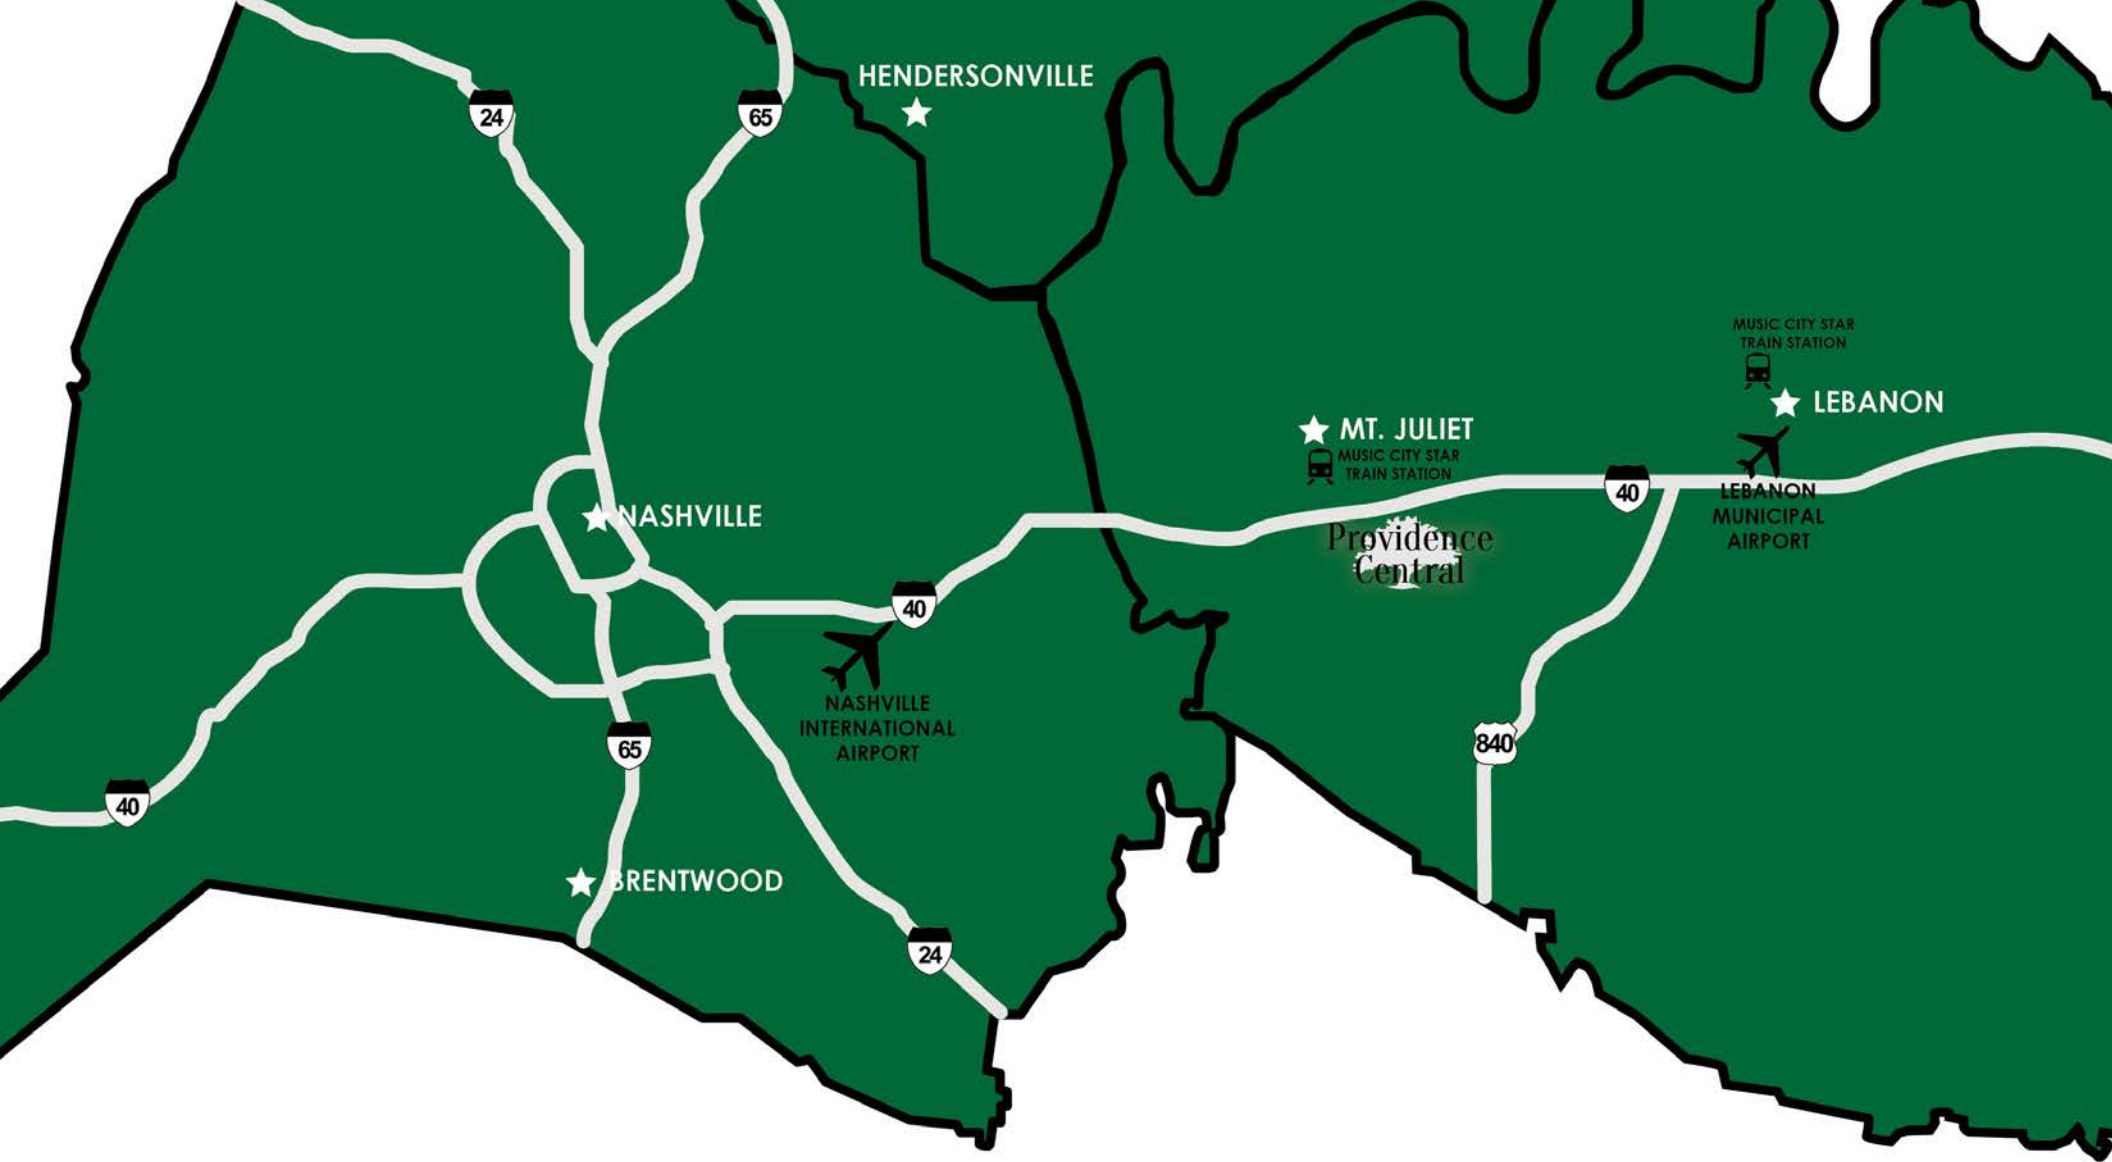 HENDERSONVILLE
24
65
MUSIC CITY STAR
TRAIN STATION
LEBANON
MT. JULIET
MUSIC CITY STAR
TRAIN STATION
40
LEBANON
MUNICIPAL
AIRPORT
NASHVILLE
Providence
Central
40
NASHVILLE
INTERNATIONAL
AIRPORT
65
840
40
BRENTWOOD
24